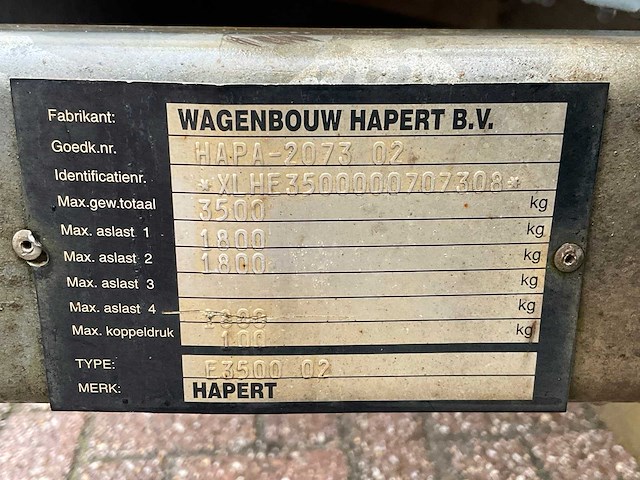 Fabrikant: WAGENBOUW HAPERT B.V.
Goedk.nr. HAPA-2073 02
Identificatienr. *XLHE3500000707308*
Max.gew.totaal 3500 kg
Max. aslast 1 1800 kg
Max. aslast 2 1800 kg
Max. aslast 3 kg
Max. aslast 4 kg
Max. koppeldruk 100 kg
TYPE: E3500 02
MERK: HAPERT